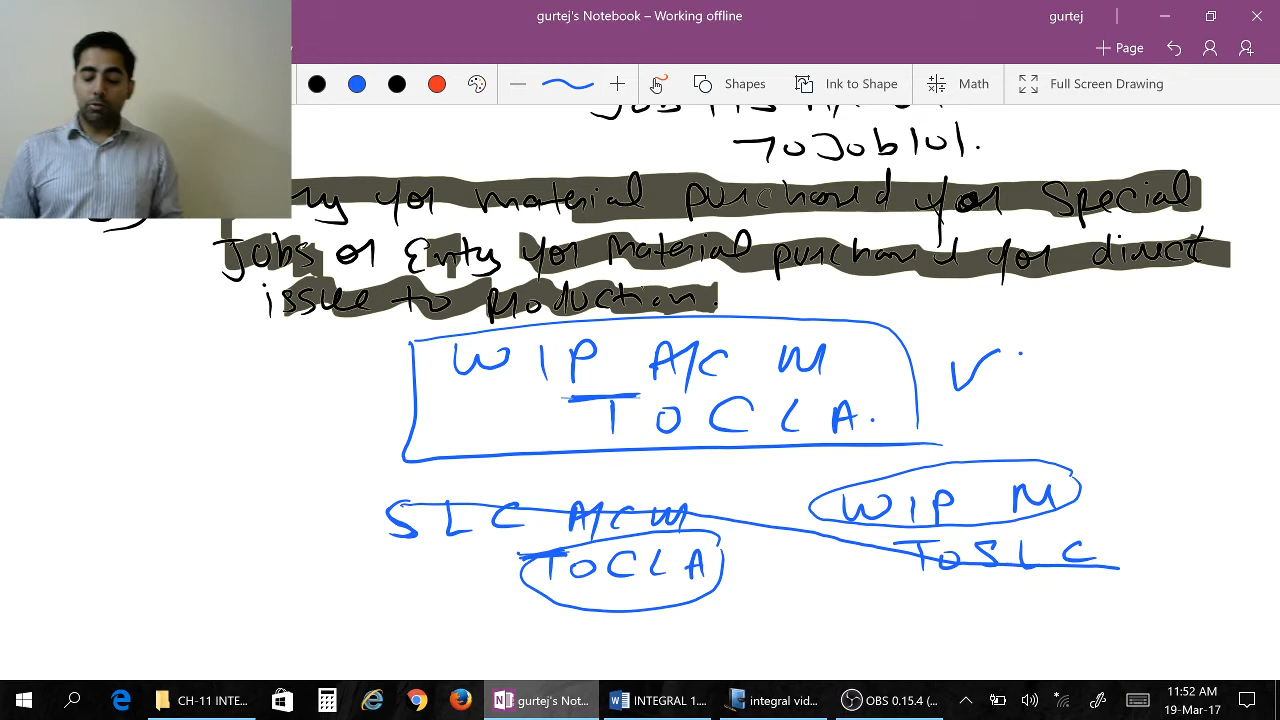 gurtej's Notebook – Working offline
gurtej
Page
Shapes
Ink to Shape
Math
Full Screen Drawing
To Job 101.
for material purchased for special
Jobs or Entry for material purchased for direct
issue to production.
WIP A/C
TO CLA.
SLC A/C
TO CLA
WIP
TO SLC
CH-11 INTE...
gurtej's Not...
INTEGRAL 1....
integral vid...
OBS 0.15.4 (...
11:52 AM
19-Mar-17